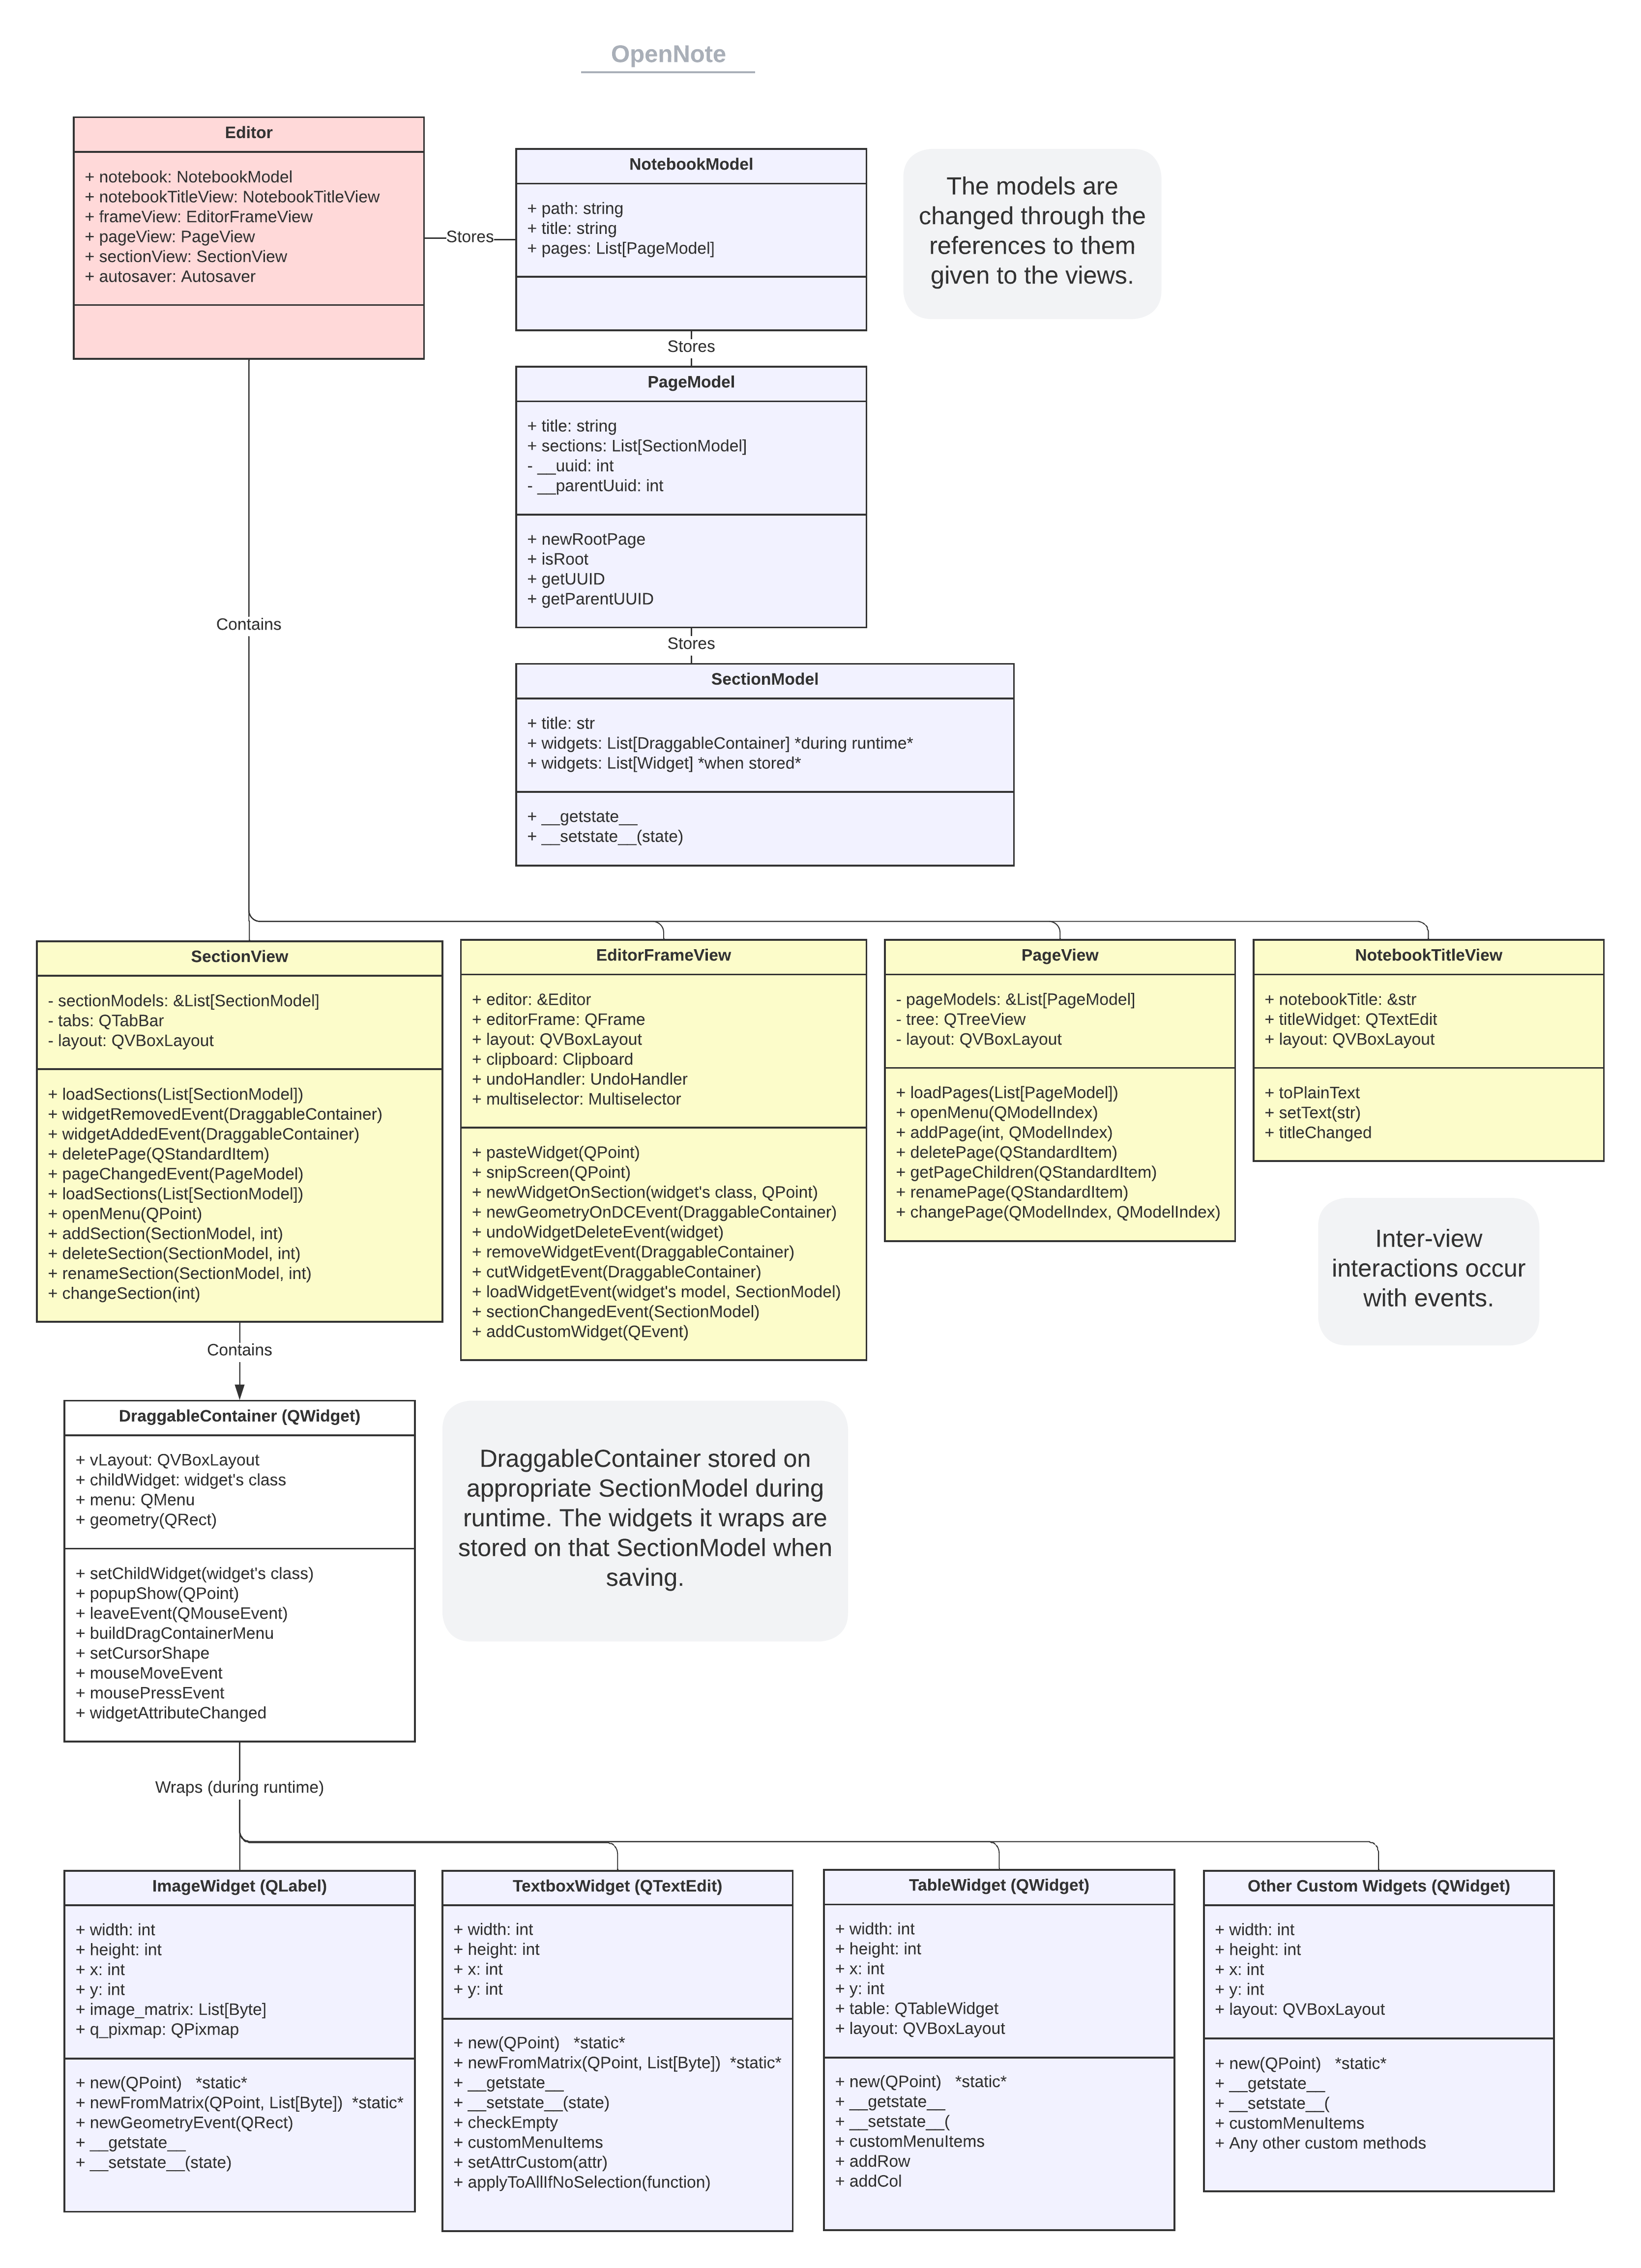 OpenNote
Editor
+ notebook: NotebookModel
+ notebookTitleView: NotebookTitleView
+ frameView: EditorFrameView
+ pageView: PageView
+ sectionView: SectionView
+ autosaver: Autosaver
Stores
NotebookModel
+ path: string
+ title: string
+ pages: List[PageModel]
The models are
changed through the
references to them
given to the views.
Stores
PageModel
+ title: string
+ sections: List[SectionModel]
- __uuid: int
- __parentUuid: int
+ newRootPage
+ isRoot
+ getUUID
+ getParentUUID
Contains
Stores
SectionModel
+ title: str
+ widgets: List[DraggableContainer] *during runtime*
+ widgets: List[Widget] *when stored*
+ __getstate__
+ __setstate__(state)
SectionView
- sectionModels: &List[SectionModel]
- tabs: QTabBar
- layout: QVBoxLayout
+ loadSections(List[SectionModel])
+ widgetRemovedEvent(DraggableContainer)
+ widgetAddedEvent(DraggableContainer)
+ deletePage(QStandardItem)
+ pageChangedEvent(PageModel)
+ loadSections(List[SectionModel])
+ openMenu(QPoint)
+ addSection(SectionModel, int)
+ deleteSection(SectionModel, int)
+ renameSection(SectionModel, int)
+ changeSection(int)
EditorFrameView
+ editor: &Editor
+ editorFrame: QFrame
+ layout: QVBoxLayout
+ clipboard: Clipboard
+ undoHandler: UndoHandler
+ multiselector: Multiselector
+ pasteWidget(QPoint)
+ snipScreen(QPoint)
+ newWidgetOnSection(widget's class, QPoint)
+ newGeometryOnDCEvent(DraggableContainer)
+ undoWidgetDeleteEvent(widget)
+ removeWidgetEvent(DraggableContainer)
+ cutWidgetEvent(DraggableContainer)
+ loadWidgetEvent(widget's model, SectionModel)
+ sectionChangedEvent(SectionModel)
+ addCustomWidget(QEvent)
PageView
- pageModels: &List[PageModel]
- tree: QTreeView
- layout: QVBoxLayout
+ loadPages(List[PageModel])
+ openMenu(QModelIndex)
+ addPage(int, QModelIndex)
+ deletePage(QStandardItem)
+ getPageChildren(QStandardItem)
+ renamePage(QStandardItem)
+ changePage(QModelIndex, QModelIndex)
NotebookTitleView
+ notebookTitle: &str
+ titleWidget: QTextEdit
+ layout: QVBoxLayout
+ toPlainText
+ setText(str)
+ titleChanged
Inter-view
interactions occur
with events.
Contains
DraggableContainer (QWidget)
+ vLayout: QVBoxLayout
+ childWidget: widget's class
+ menu: QMenu
+ geometry(QRect)
+ setChildWidget(widget's class)
+ popupShow(QPoint)
+ leaveEvent(QMouseEvent)
+ buildDragContainerMenu
+ setCursorShape
+ mouseMoveEvent
+ mousePressEvent
+ widgetAttributeChanged
DraggableContainer stored on
appropriate SectionModel during
runtime. The widgets it wraps are
stored on that SectionModel when
saving.
Wraps (during runtime)
ImageWidget (QLabel)
+ width: int
+ height: int
+ x: int
+ y: int
+ image_matrix: List[Byte]
+ q_pixmap: QPixmap
+ new(QPoint)   *static*
+ newFromMatrix(QPoint, List[Byte])  *static*
+ newGeometryEvent(QRect)
+ __getstate__
+ __setstate__(state)
TextboxWidget (QTextEdit)
+ width: int
+ height: int
+ x: int
+ y: int
+ new(QPoint)   *static*
+ newFromMatrix(QPoint, List[Byte])  *static*
+ __getstate__
+ __setstate__(state)
+ checkEmpty
+ customMenuItems
+ setAttrCustom(attr)
+ applyToAllIfNoSelection(function)
TableWidget (QWidget)
+ width: int
+ height: int
+ x: int
+ y: int
+ table: QTableWidget
+ layout: QVBoxLayout
+ new(QPoint)   *static*
+ __getstate__
+ __setstate__(
+ customMenuItems
+ addRow
+ addCol
Other Custom Widgets (QWidget)
+ width: int
+ height: int
+ x: int
+ y: int
+ layout: QVBoxLayout
+ new(QPoint)   *static*
+ __getstate__
+ __setstate__(
+ customMenuItems
+ Any other custom methods